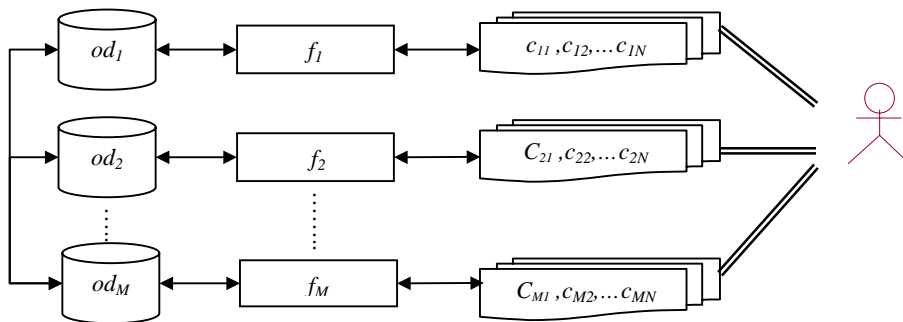 od1 f1 c11 ,c12,...c1N
od2 f2 C21 ,c22,...c2N
odM fM CM1 ,cM2,...cMN